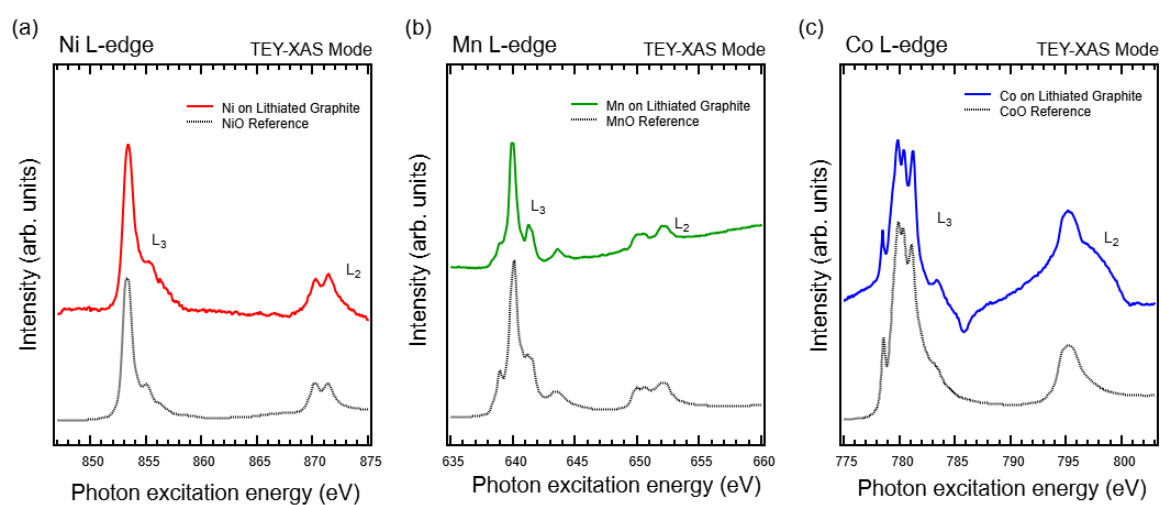 (a)
Ni L-edge
TEY-XAS Mode
Ni on Lithiated Graphite
NiO Reference
L3
L2
Intensity (arb. units)
850 855 860 865 870 875
Photon excitation energy (eV)
(b)
Mn L-edge
TEY-XAS Mode
Mn on Lithiated Graphite
MnO Reference
L3
L2
Intensity (arb. units)
635 640 645 650 655 660
Photon excitation energy (eV)
(c)
Co L-edge
TEY-XAS Mode
Co on Lithiated Graphite
CoO Reference
L3
L2
Intensity (arb. units)
775 780 785 790 795 800
Photon excitation energy (eV)